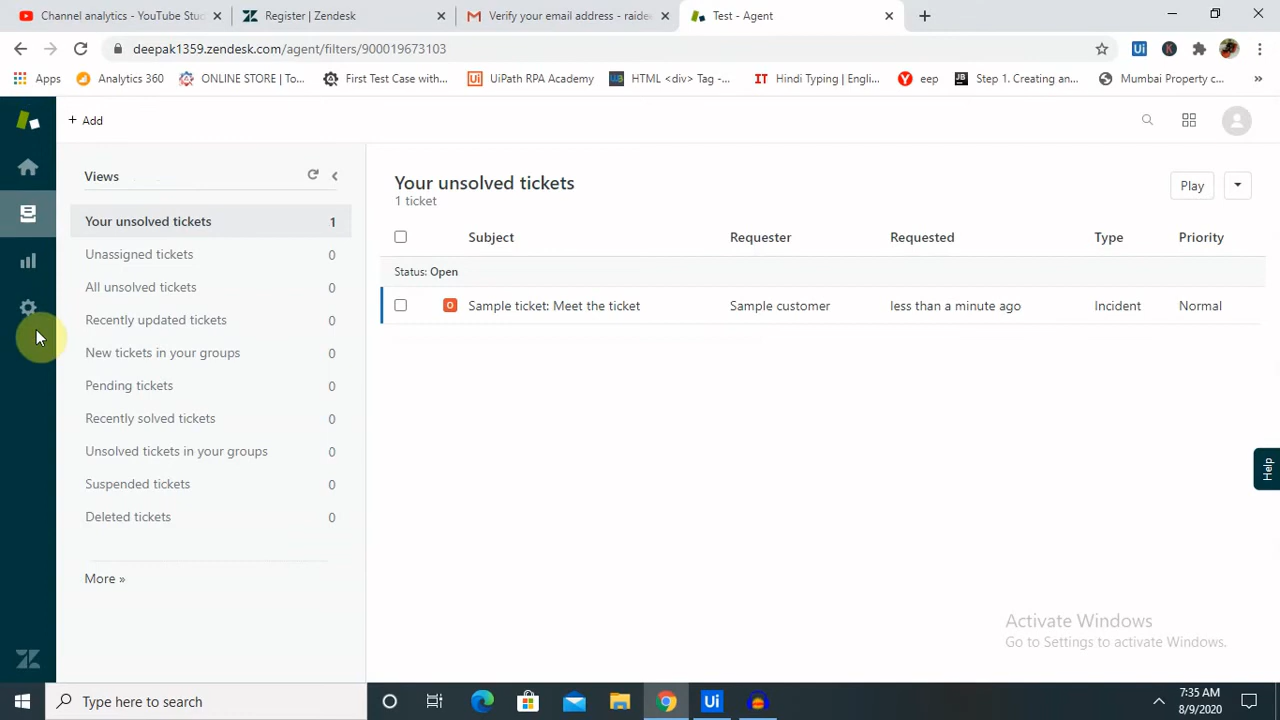 Channel analytics - YouTube Stu
Register | Zendesk
Verify your email address - raide
Test - Agent
deepak1359.zendesk.com/agent/filters/900019673103
Apps
Analytics 360
ONLINE STORE | To...
First Test Case with...
UiPath RPA Academy
HTML <div> Tag -...
Hindi Typing | Engli...
eep
Step 1. Creating an...
Mumbai Property c...
»
+ Add
Views
Your unsolved tickets 1
Unassigned tickets 0
All unsolved tickets 0
Recently updated tickets 0
New tickets in your groups 0
Pending tickets 0
Recently solved tickets 0
Unsolved tickets in your groups 0
Suspended tickets 0
Deleted tickets 0
More »
Your unsolved tickets
1 ticket
Play
Subject Requester Requested Type Priority
Status: Open
O Sample ticket: Meet the ticket Sample customer less than a minute ago Incident Normal
Help
Activate Windows
Go to Settings to activate Windows.
Type here to search
Ui
7:35 AM
8/9/2020